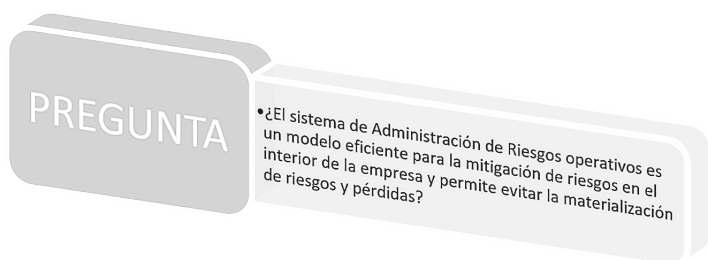 PREGUNTA
•¿El sistema de Administración de Riesgos operativos es
un modelo eficiente para la mitigación de riesgos en el
interior de la empresa y permite evitar la materialización
de riesgos y pérdidas?